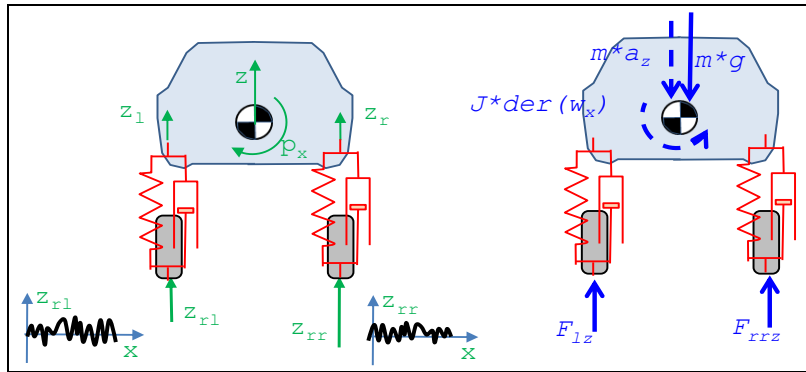 z
z_l
z_r
p_x
z_rl
x
z_rl
z_rr
z_rr
x
m*a_z
m*g
J*der(w_x)
F_lz
F_rrz